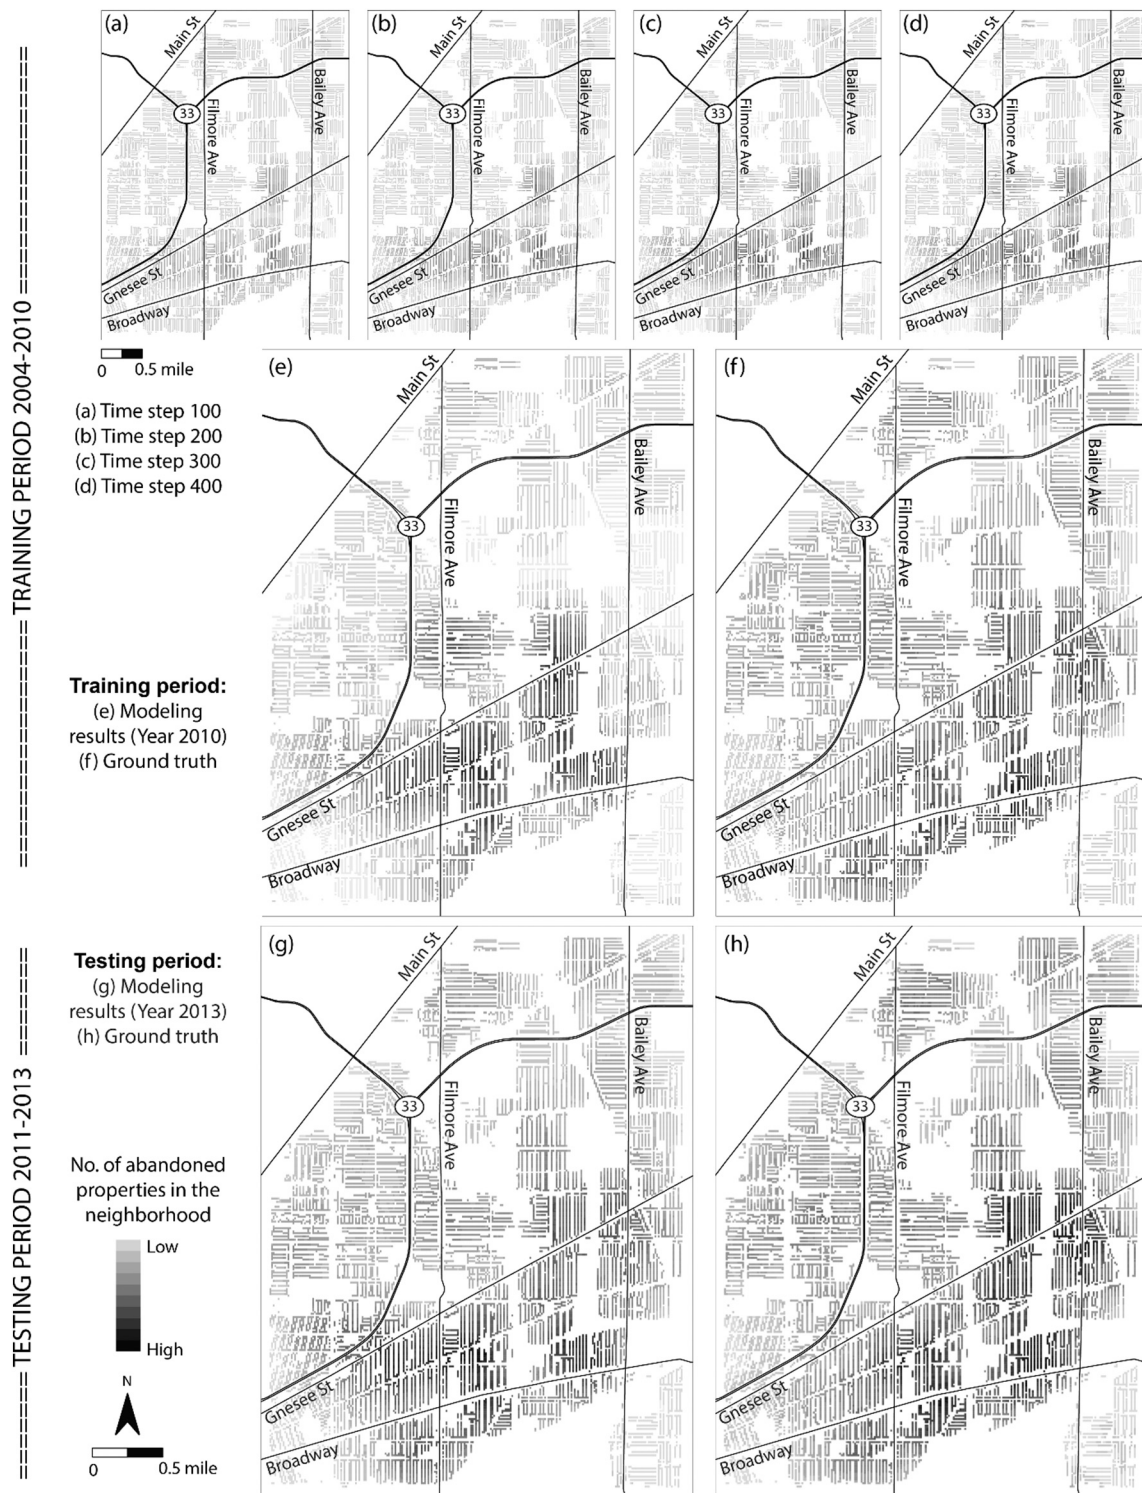 (a)
Main St
33
Filmore Ave
Bailey Ave
Gnesee St
Broadway
(b)
Main St
33
Filmore Ave
Bailey Ave
Gnesee St
Broadway
(c)
Main St
33
Filmore Ave
Bailey Ave
Gnesee St
Broadway
(d)
Main St
33
Filmore Ave
Bailey Ave
Gnesee St
Broadway
TRAINING PERIOD 2004-2010
0 0.5 mile
(a) Time step 100
(b) Time step 200
(c) Time step 300
(d) Time step 400
Training period:
(e) Modeling
results (Year 2010)
(f) Ground truth
(e)
Main St
33
Filmore Ave
Bailey Ave
Gnesee St
Broadway
(f)
Main St
33
Filmore Ave
Bailey Ave
Gnesee St
Broadway
TESTING PERIOD 2011-2013
Testing period:
(g) Modeling
results (Year 2013)
(h) Ground truth
No. of abandoned
properties in the
neighborhood
Low
High
N
0 0.5 mile
(g)
Main St
33
Filmore Ave
Bailey Ave
Gnesee St
Broadway
(h)
Main St
33
Filmore Ave
Bailey Ave
Gnesee St
Broadway